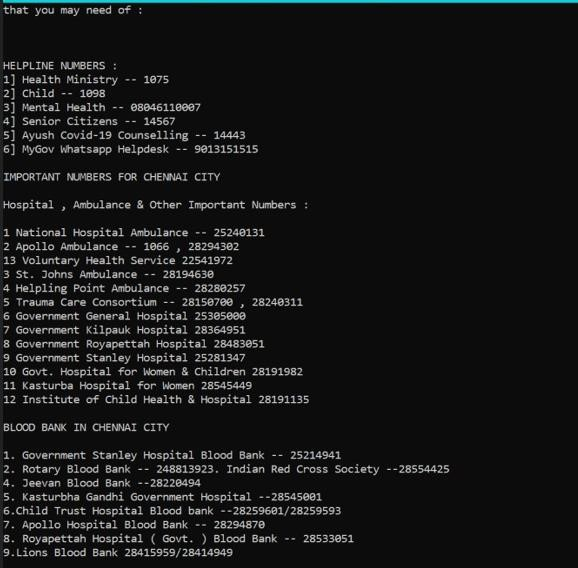 that you may need of :
HELPLINE NUMBERS :
1] Health Ministry -- 1075
2] Child -- 1098
3] Mental Health -- 08046110007
4] Senior Citizens -- 14567
5] Ayush Covid-19 Counselling -- 14443
6] MyGov Whatsapp Helpdesk -- 9013151515
IMPORTANT NUMBERS FOR CHENNAI CITY
Hospital , Ambulance & Other Important Numbers :
1 National Hospital Ambulance -- 25240131
2 Apollo Ambulance -- 1066 , 28294302
13 Voluntary Health Service 22541972
3 St. Johns Ambulance -- 28194630
4 Helpling Point Ambulance -- 28280257
5 Trauma Care Consortium -- 28150700 , 28240311
6 Government General Hospital 25305000
7 Government Kilpauk Hospital 28364951
8 Government Royapettah Hospital 28483051
9 Government Stanley Hospital 25281347
10 Govt. Hospital for Women & Children 28191982
11 Kasturba Hospital for Women 28545449
12 Institute of Child Health & Hospital 28191135
BLOOD BANK IN CHENNAI CITY
1. Government Stanley Hospital Blood Bank -- 25214941
2. Rotary Blood Bank -- 248813923. Indian Red Cross Society --28554425
4. Jeevan Blood Bank --28220494
5. Kasturbha Gandhi Government Hospital --28545001
6.Child Trust Hospital Blood bank --28259601/28259593
7. Apollo Hospital Blood Bank -- 28294870
8. Royapettah Hospital ( Govt. ) Blood Bank -- 28533051
9.Lions Blood Bank 28415959/28414949